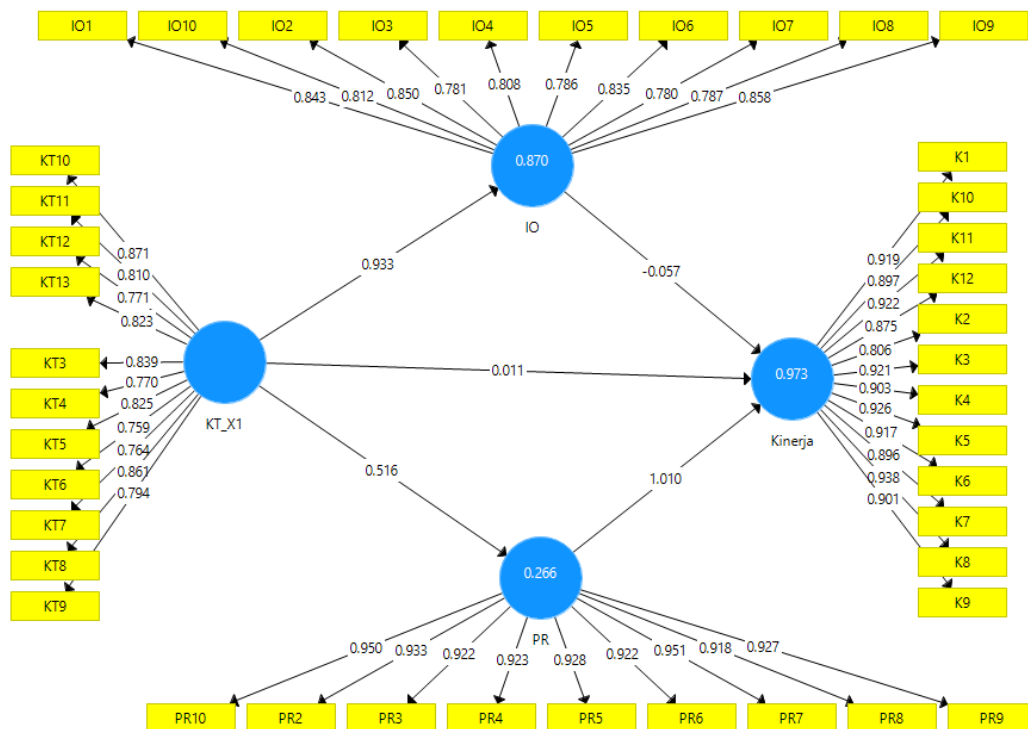 IO1 IO10 IO2 IO3 IO4 IO5 IO6 IO7 IO8 IO9
0.843 0.812 0.850 0.781 0.808 0.786 0.835 0.780 0.787 0.858
0.870
IO
KT10
KT11
KT12
KT13
KT3
KT4
KT5
KT6
KT7
KT8
KT9
0.871
0.810
0.771
0.823
0.839
0.770
0.825
0.759
0.764
0.861
0.794
KT_X1
0.933
-0.057
0.011
0.516
1.010
0.973
Kinerja
0.919
0.897
0.922
0.875
0.806
0.921
0.903
0.926
0.917
0.896
0.938
0.901
K1
K10
K11
K12
K2
K3
K4
K5
K6
K7
K8
K9
0.266
PR
0.950 0.933 0.922 0.923 0.928 0.922 0.951 0.918 0.927
PR10 PR2 PR3 PR4 PR5 PR6 PR7 PR8 PR9